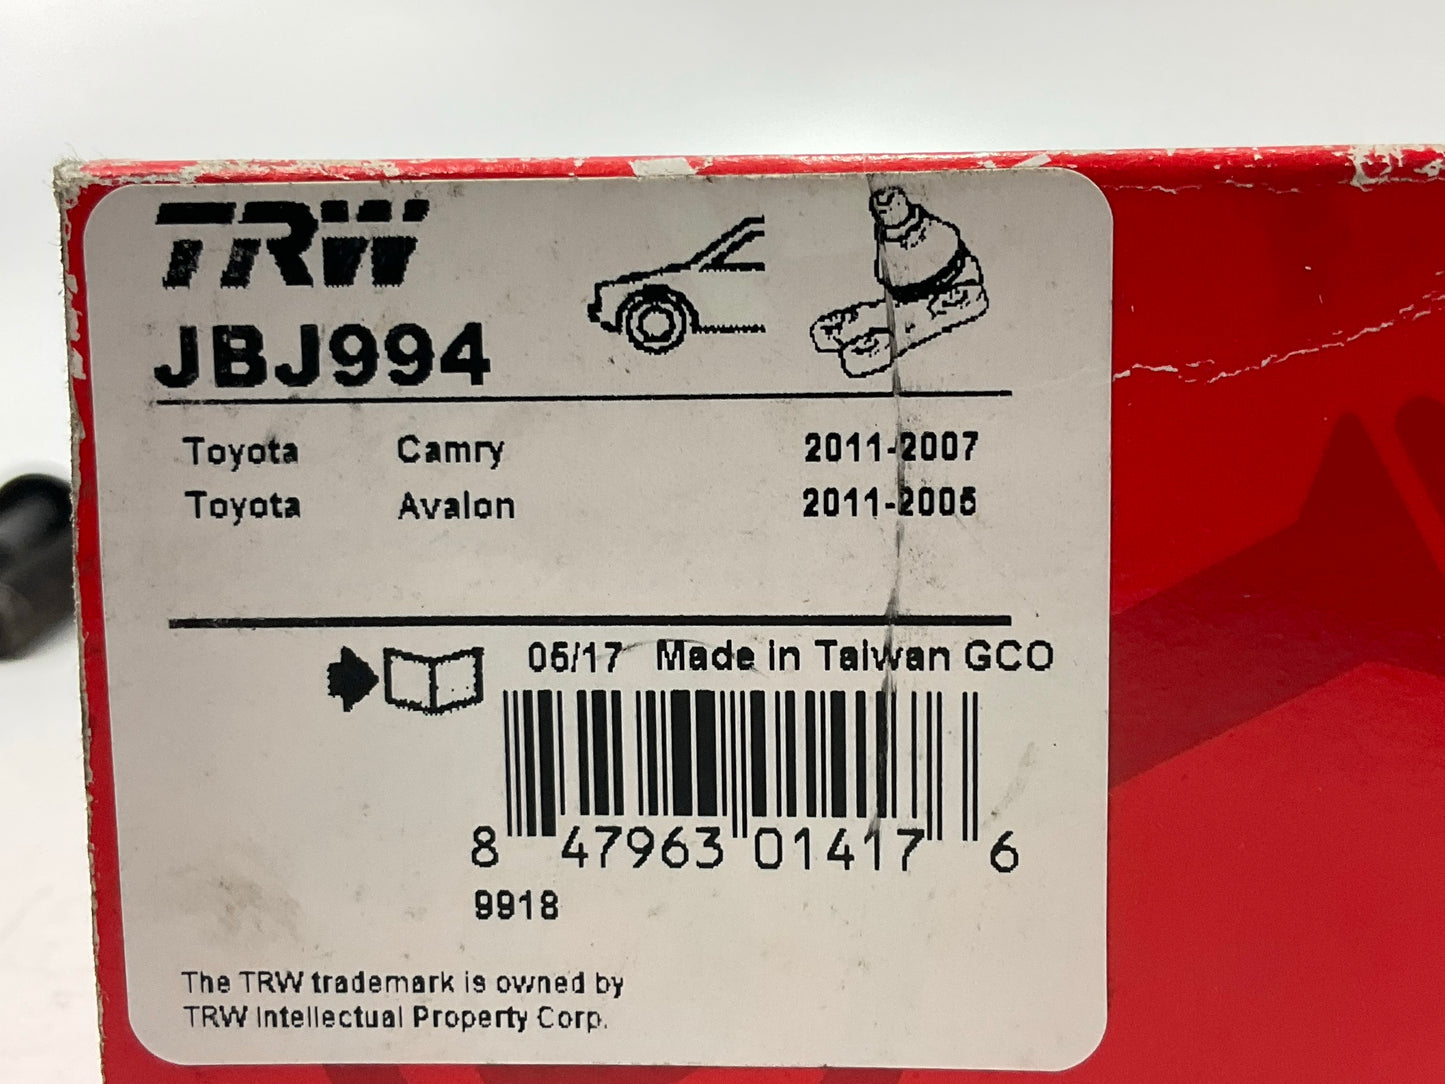 TRW
JBJ994
Toyota Camry 2011-2007
Toyota Avalon 2011-2005
05/17 Made in Taiwan GCO
8 47963 01417 6
9918
The TRW trademark is owned by
TRW Intellectual Property Corp.